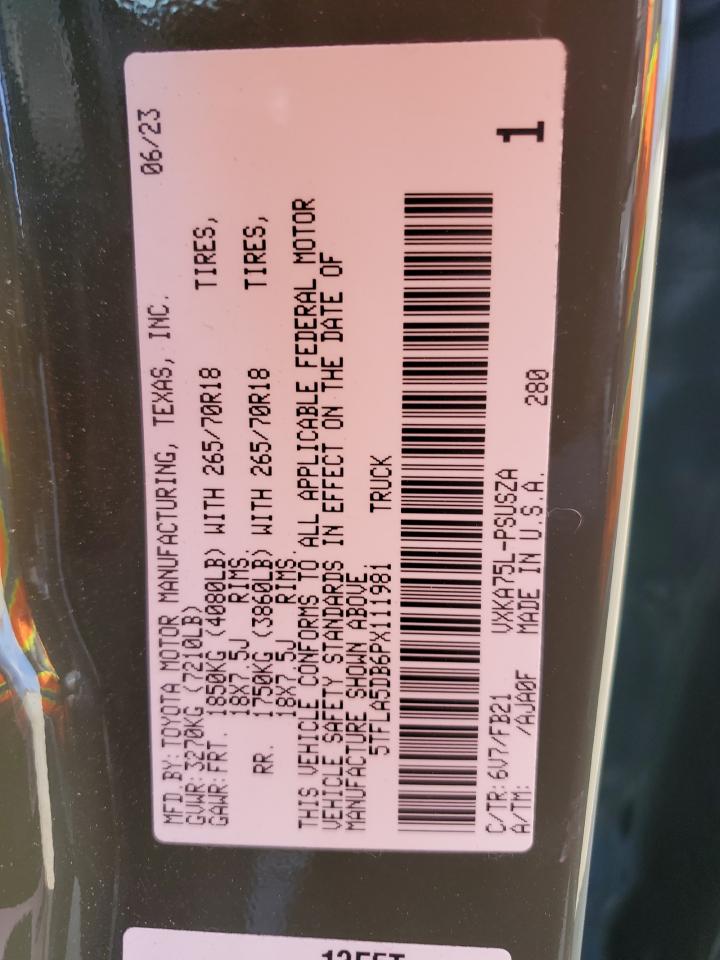 MFD.BY:TOYOTA MOTOR MANUFACTURING, TEXAS, INC. 06/23
GVWR:3270KG (7210LB)
GAWR:FRT. 1850KG (4080LB) WITH 265/70R18 TIRES,
18X7.5J RIMS.
RR. 1750KG (3860LB) WITH 265/70R18 TIRES,
18X7.5J RIMS.
THIS VEHICLE CONFORMS TO ALL APPLICABLE FEDERAL MOTOR
VEHICLE SAFETY STANDARDS IN EFFECT ON THE DATE OF
MANUFACTURE SHOWN ABOVE.
5TFLA5DB6PX111981 TRUCK
C/TR:6V7/FB21 VXKA75L-PSUSZA
A/TM: /AJA0F MADE IN U.S.A. 280
1